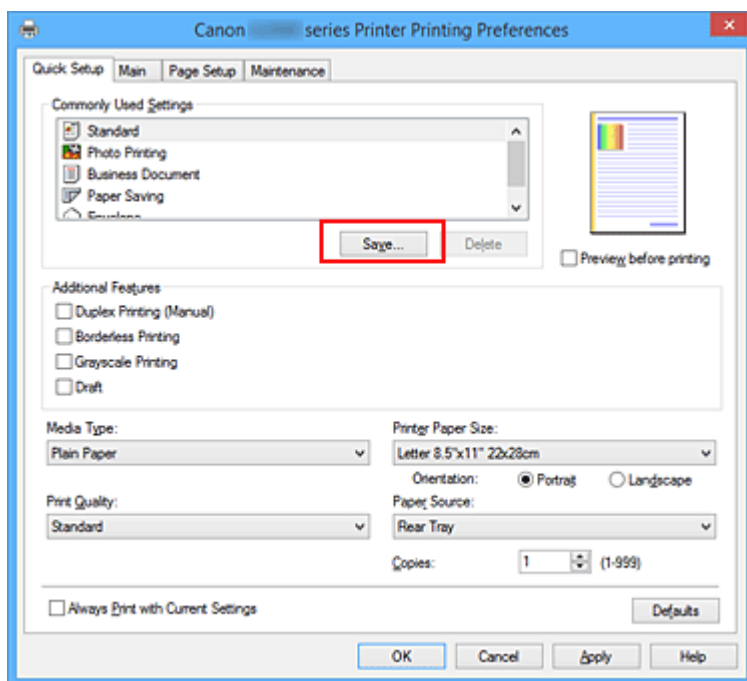 Canon series Printer Printing Preferences
Quick Setup Main Page Setup Maintenance
Commonly Used Settings
Standard
Photo Printing
Business Document
Paper Saving
Envelope
Save... Delete
Preview before printing
Additional Features
Duplex Printing (Manual)
Borderless Printing
Grayscale Printing
Draft
Media Type:
Plain Paper
Printer Paper Size:
Letter 8.5"x11" 22x28cm
Orientation: Portrait Landscape
Print Quality:
Standard
Paper Source:
Rear Tray
Copies: 1 (1-999)
Always Print with Current Settings
Defaults
OK Cancel Apply Help